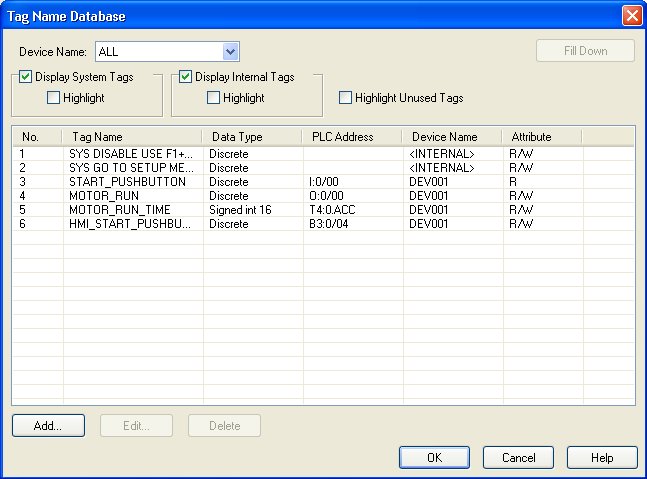 Tag Name Database
Device Name: ALL
Fill Down
Display System Tags
Display Internal Tags
Highlight
Highlight
Highlight Unused Tags
No. Tag Name Data Type PLC Address Device Name Attribute
1 SYS DISABLE USE F1+... Discrete <INTERNAL> R/W
2 SYS GO TO SETUP ME... Discrete <INTERNAL> R/W
3 START_PUSHBUTTON Discrete I:0/00 DEV001 R
4 MOTOR_RUN Discrete O:0/00 DEV001 R/W
5 MOTOR_RUN_TIME Signed int 16 T4:0.ACC DEV001 R/W
6 HMI_START_PUSHBU... Discrete B3:0/04 DEV001 R/W
Add... Edit... Delete
OK Cancel Help